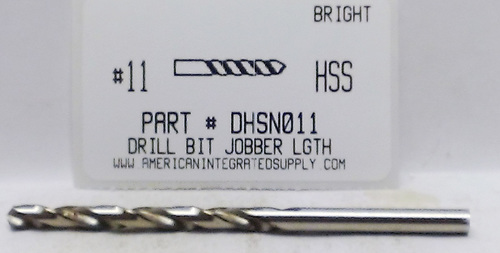 BRIGHT
#11 HSS
PART # DHSN011
DRILL BIT JOBBER LGTH
WWW.AMERICANINTEGRATEDSUPPLY.COM